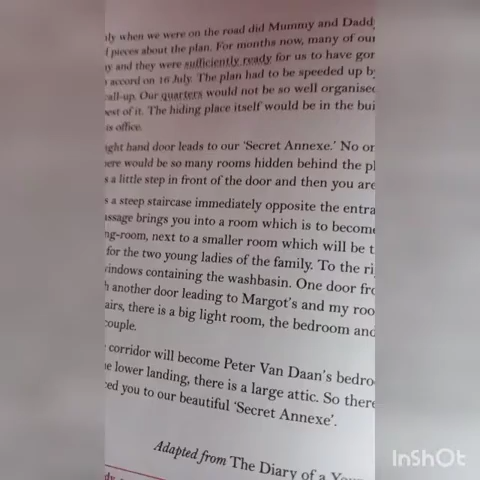 when we were on the road did Mummy and Daddy
pieces about the plan. For months now, many of our
and they were sufficiently ready for us to have gon
accord on 16 July. The plan had to be speeded up b
all-up. Our quarters would not be so well organised
est of it. The hiding place itself would be in the bui
office.
ght hand door leads to our 'Secret Annexe.' No on
ere would be so many rooms hidden behind the pl
a little step in front of the door and then you are
a steep staircase immediately opposite the entra
ssage brings you into a room which is to become
ng-room, next to a smaller room which will be t
for the two young ladies of the family. To the ri
indows containing the washbasin. One door fro
another door leading to Margot's and my roo
airs, there is a big light room, the bedroom and
couple.
corridor will become Peter Van Daan's bedro
e lower landing, there is a large attic. So there
ed you to our beautiful 'Secret Annexe'.
Adapted from The Diary of a
InShOt